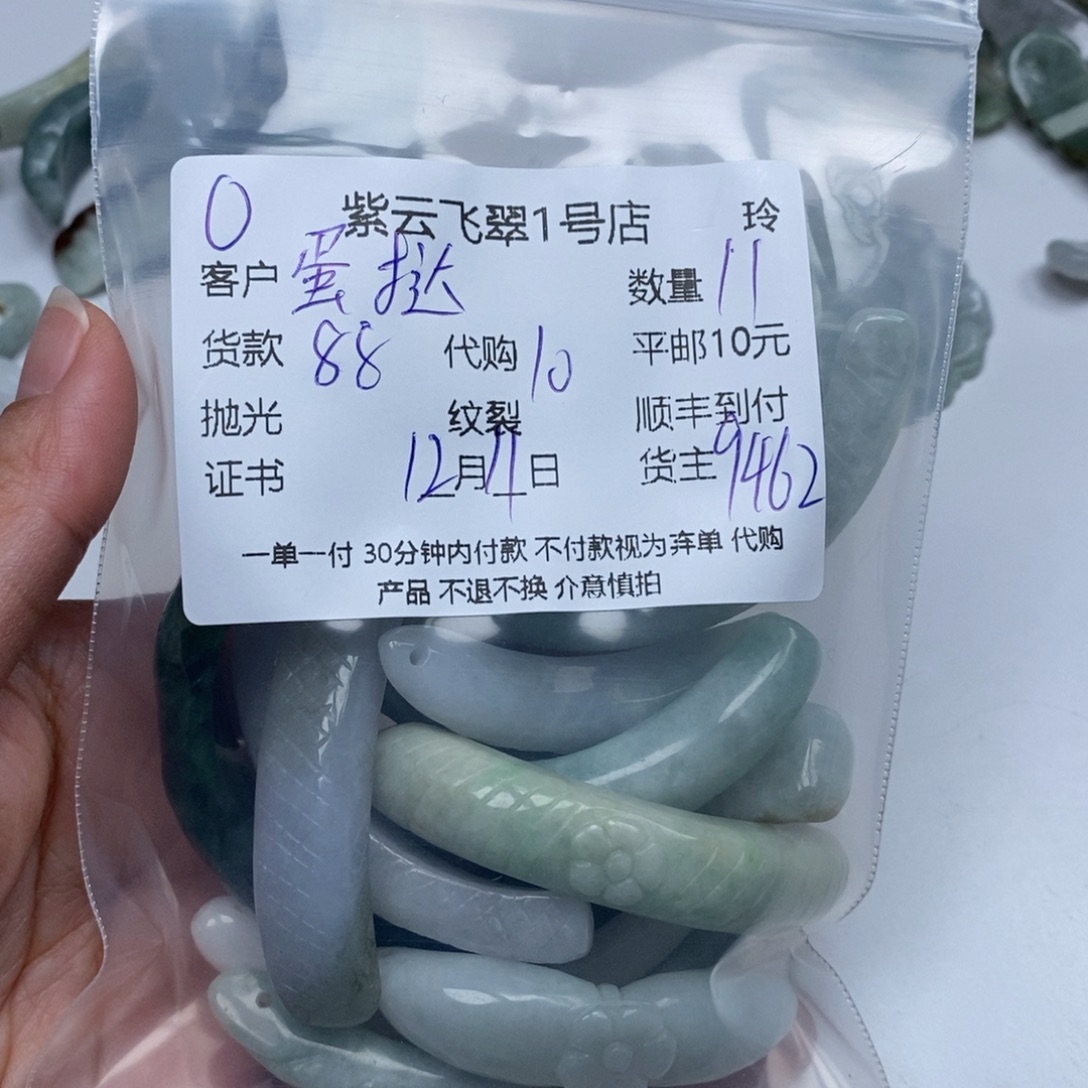 0 紫云飞翠1号店 玲
客户 蛋挞 数量 11
货款 88 代购 10 平邮10元
抛光 纹裂 顺丰到付
证书 12月11日 货主 9462
一单一付 30分钟内付款 不付款视为弃单 代购
产品 不退不换 介意慎拍